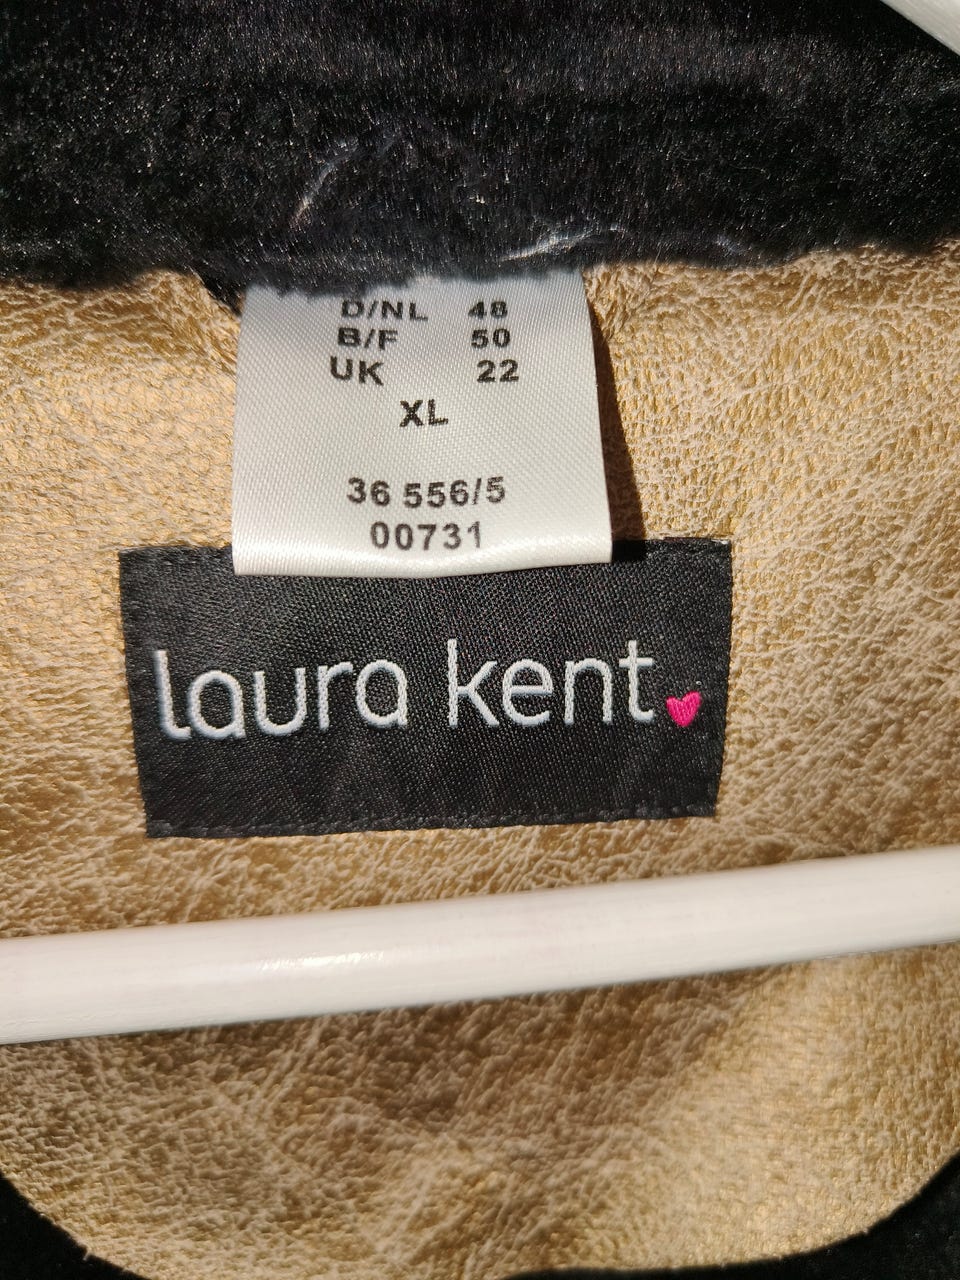 D/NL 48
B/F 50
UK 22
XL
36 556/5
00731
laura kent